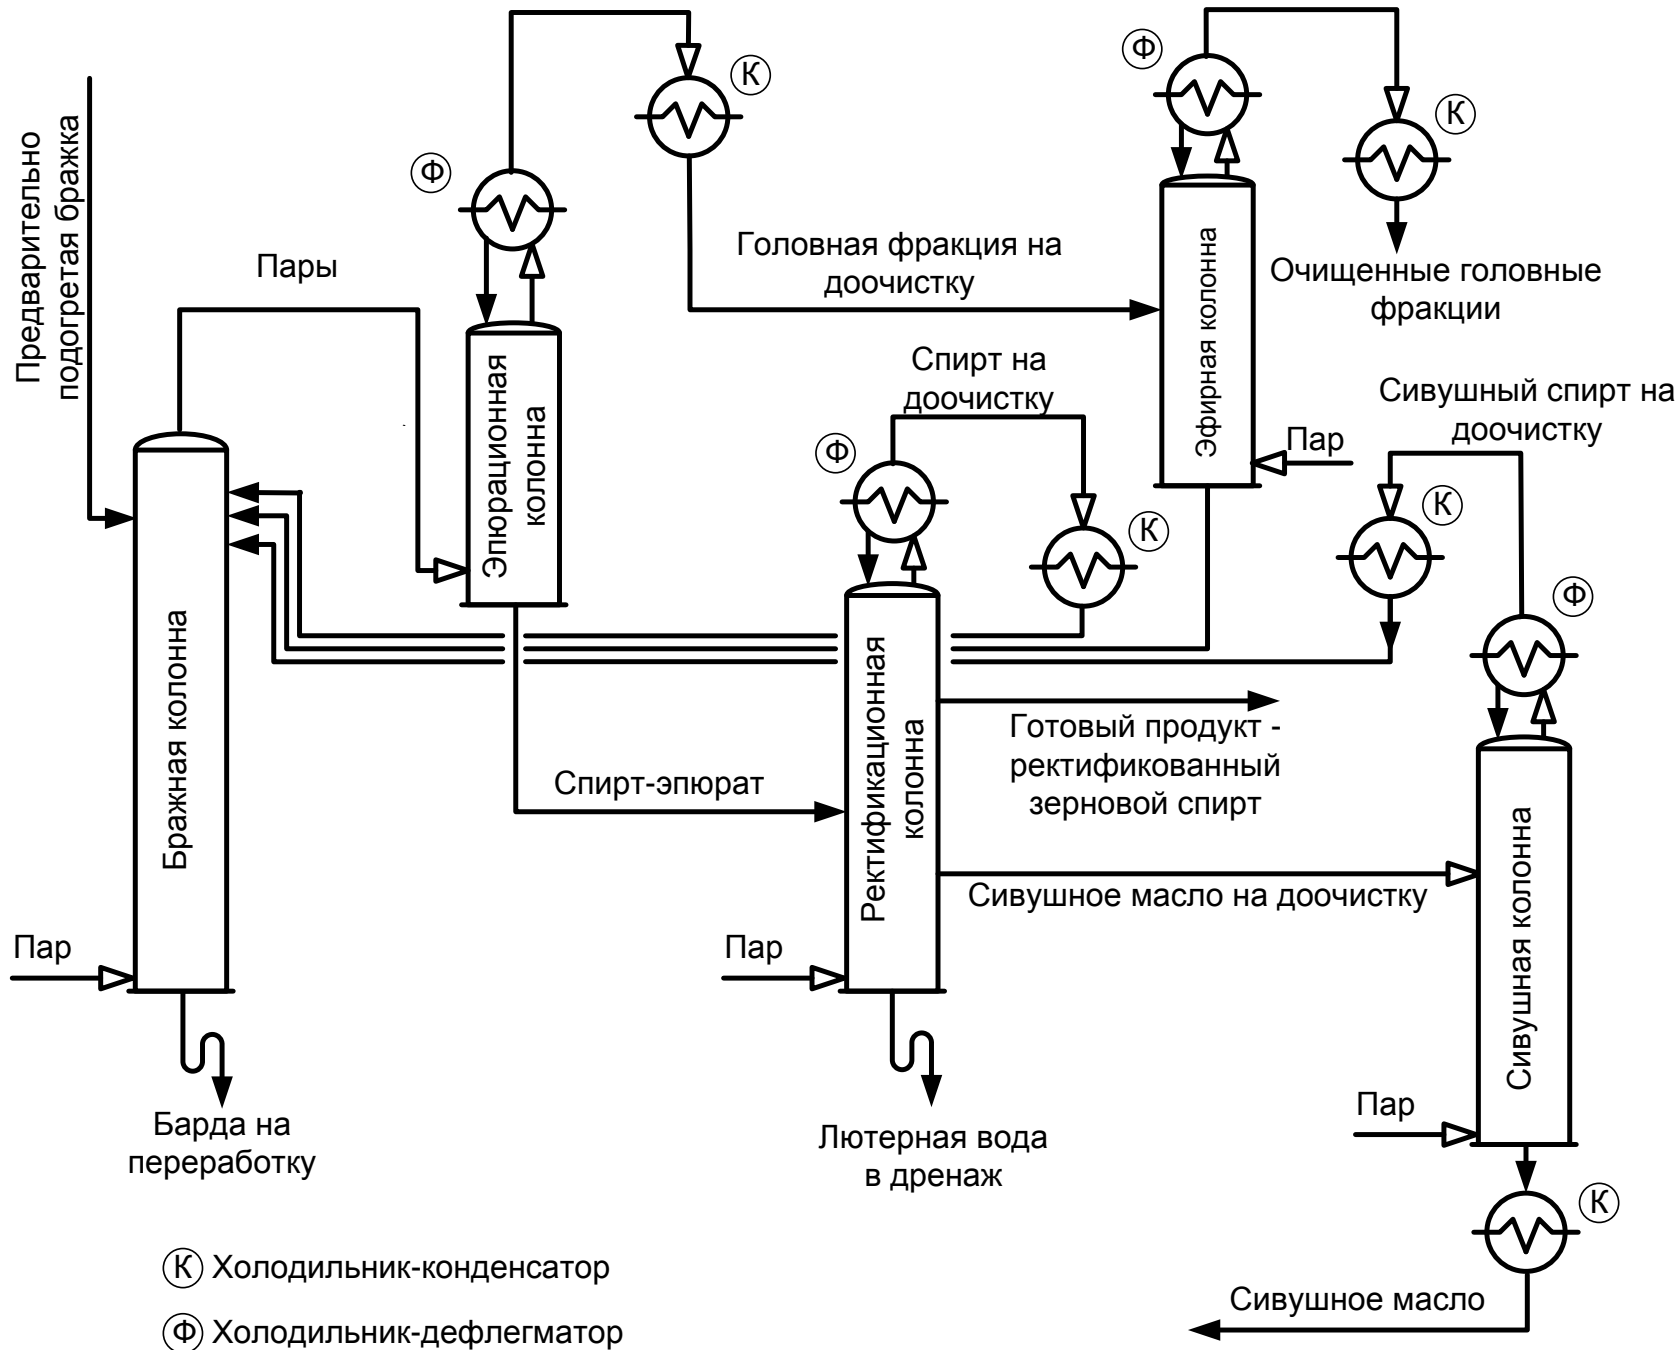 Ф
К
Ф
К
Ф
К
Предварительно
подогретая бражка
Пары
Головная фракция на
доочистку
Эфирная колонна
Очищенные головные
фракции
Эпюрационная
колонна
Спирт на
доочистку
Сивушный спирт на
доочистку
Пар
Ф
К
К
Ф
Бражная колонна
Ректификационная
колонна
Готовый продукт -
ректификованный
зерновой спирт
Спирт-эпюрат
Сивушное масло на доочистку
Сивушная колонна
Пар
Пар
Пар
Барда на
переработку
Лютерная вода
в дренаж
К
К Холодильник-конденсатор
Ф Холодильник-дефлегматор
Сивушное масло